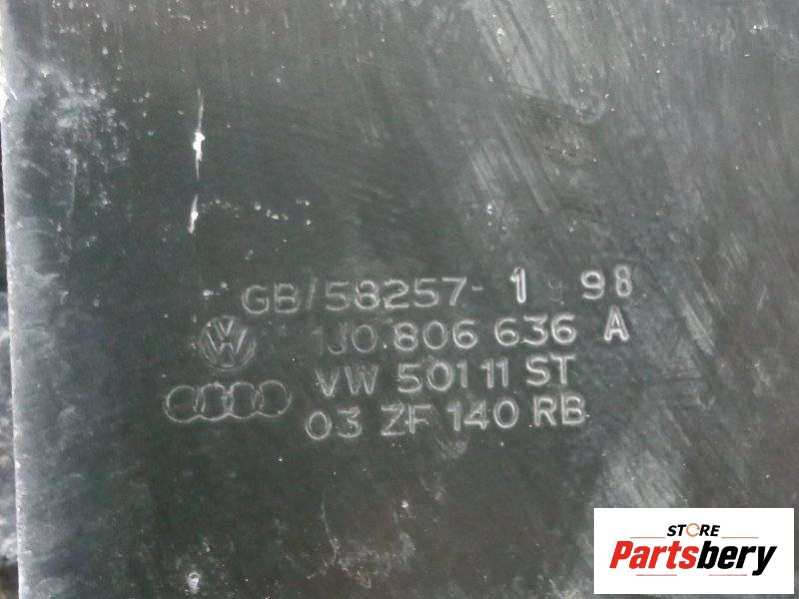 GB/58257-1 98
1J0 806 636 A
VW 501 11 ST
03 ZF 140 RB
STORE
Partsbery